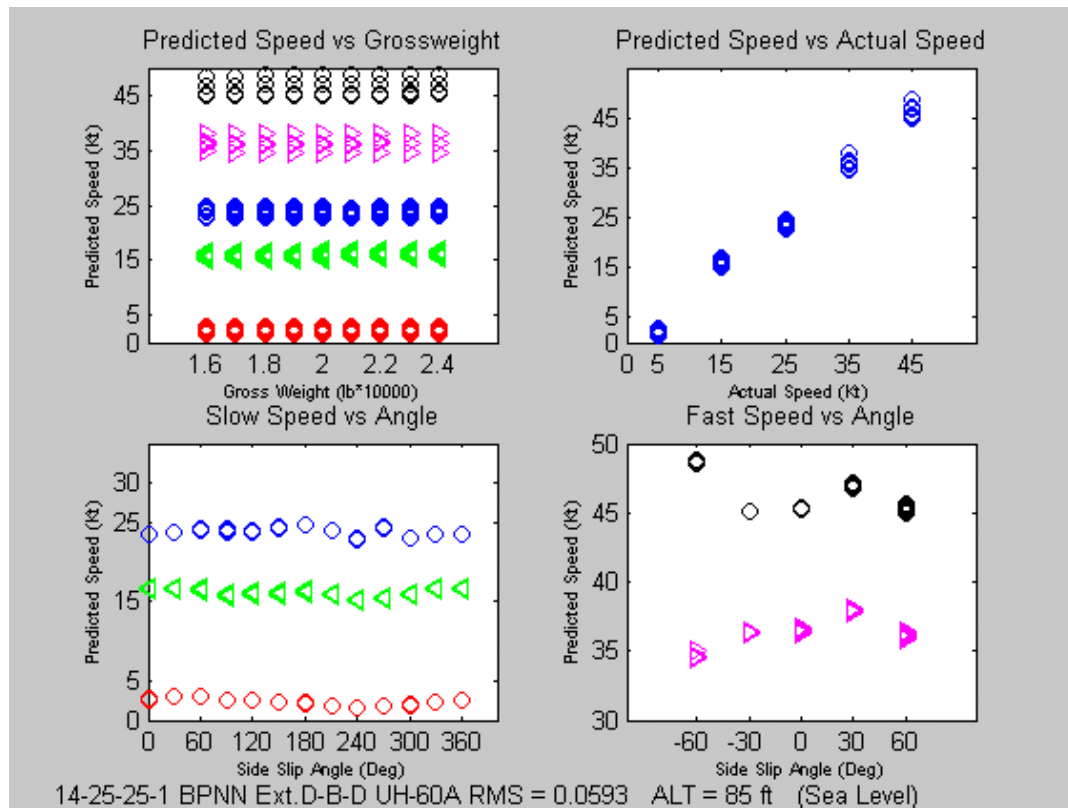 Predicted Speed vs Grossweight
Predicted Speed (Kt)
45
35
25
15
5
0
1.6 1.8 2 2.2 2.4
Gross Weight (lb*10000)
Predicted Speed vs Actual Speed
Predicted Speed (Kt)
45
35
25
15
5
0
0 5 15 25 35 45
Actual Speed (Kt)
Slow Speed vs Angle
Predicted Speed (Kt)
30
25
15
5
0
0 60 120 180 240 300 360
Side Slip Angle (Deg)
Fast Speed vs Angle
Predicted Speed (Kt)
50
45
40
35
30
-60 -30 0 30 60
Side Slip Angle (Deg)
14-25-25-1 BPNN Ext.D-B-D UH-60A RMS = 0.0593 ALT = 85 ft (Sea Level)